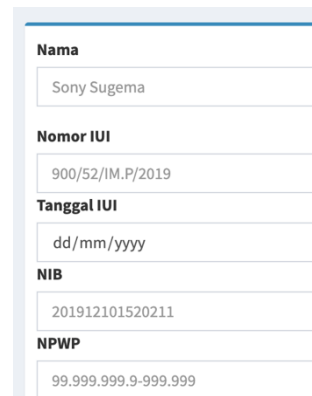 Nama
Sony Sugema
Nomor IUI
900/52/IM.P/2019
Tanggal IUI
dd/mm/yyyy
NIB
201912101520211
NPWP
99.999.999.9-999.999